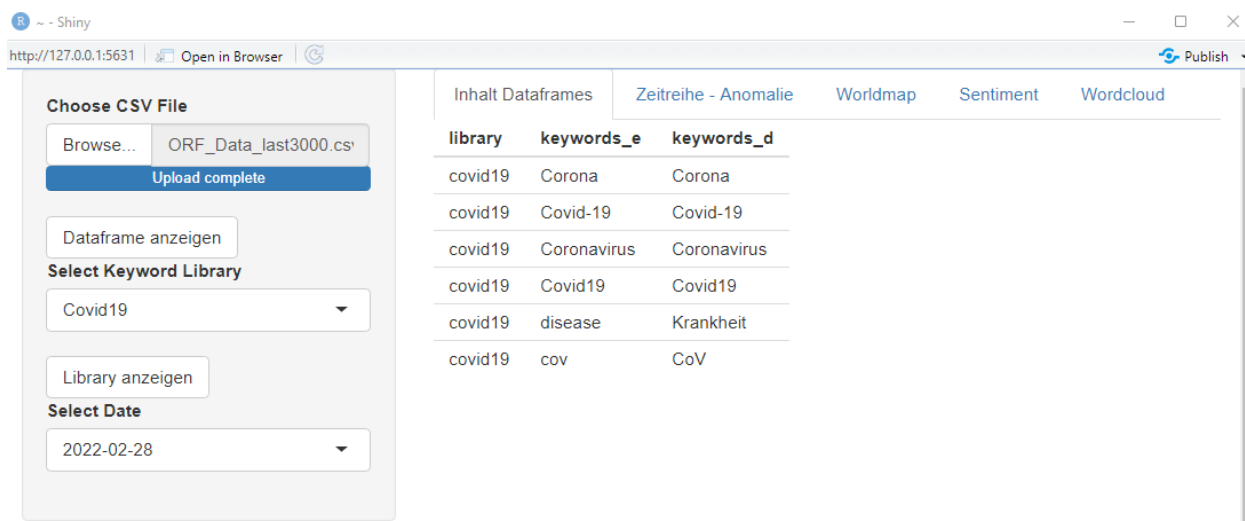 R ~ - Shiny
http://127.0.0.1:5631 Open in Browser Publish
Choose CSV File
Browse... ORF_Data_last3000.csv
Upload complete
Dataframe anzeigen
Select Keyword Library
Covid19
Library anzeigen
Select Date
2022-02-28
Inhalt Dataframes Zeitreihe - Anomalie Worldmap Sentiment Wordcloud
library keywords_e keywords_d
covid19 Corona Corona
covid19 Covid-19 Covid-19
covid19 Coronavirus Coronavirus
covid19 Covid19 Covid19
covid19 disease Krankheit
covid19 cov CoV